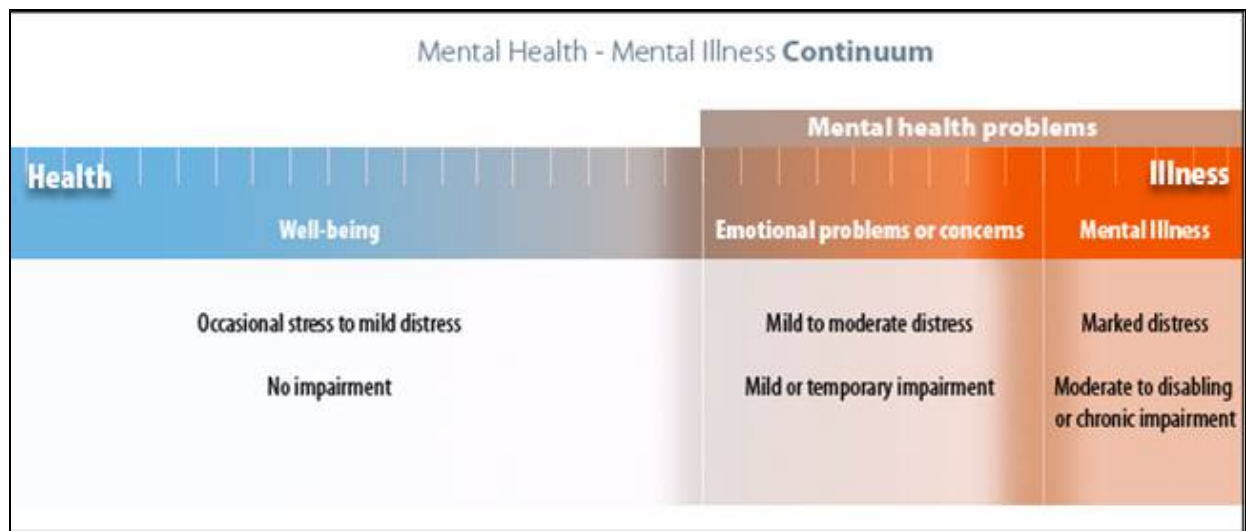 Mental Health - Mental Illness Continuum
Mental health problems
Health
Illness
Well-being
Emotional problems or concerns
Mental Illness
Occasional stress to mild distress
Mild to moderate distress
Marked distress
No impairment
Mild or temporary impairment
Moderate to disabling
or chronic impairment